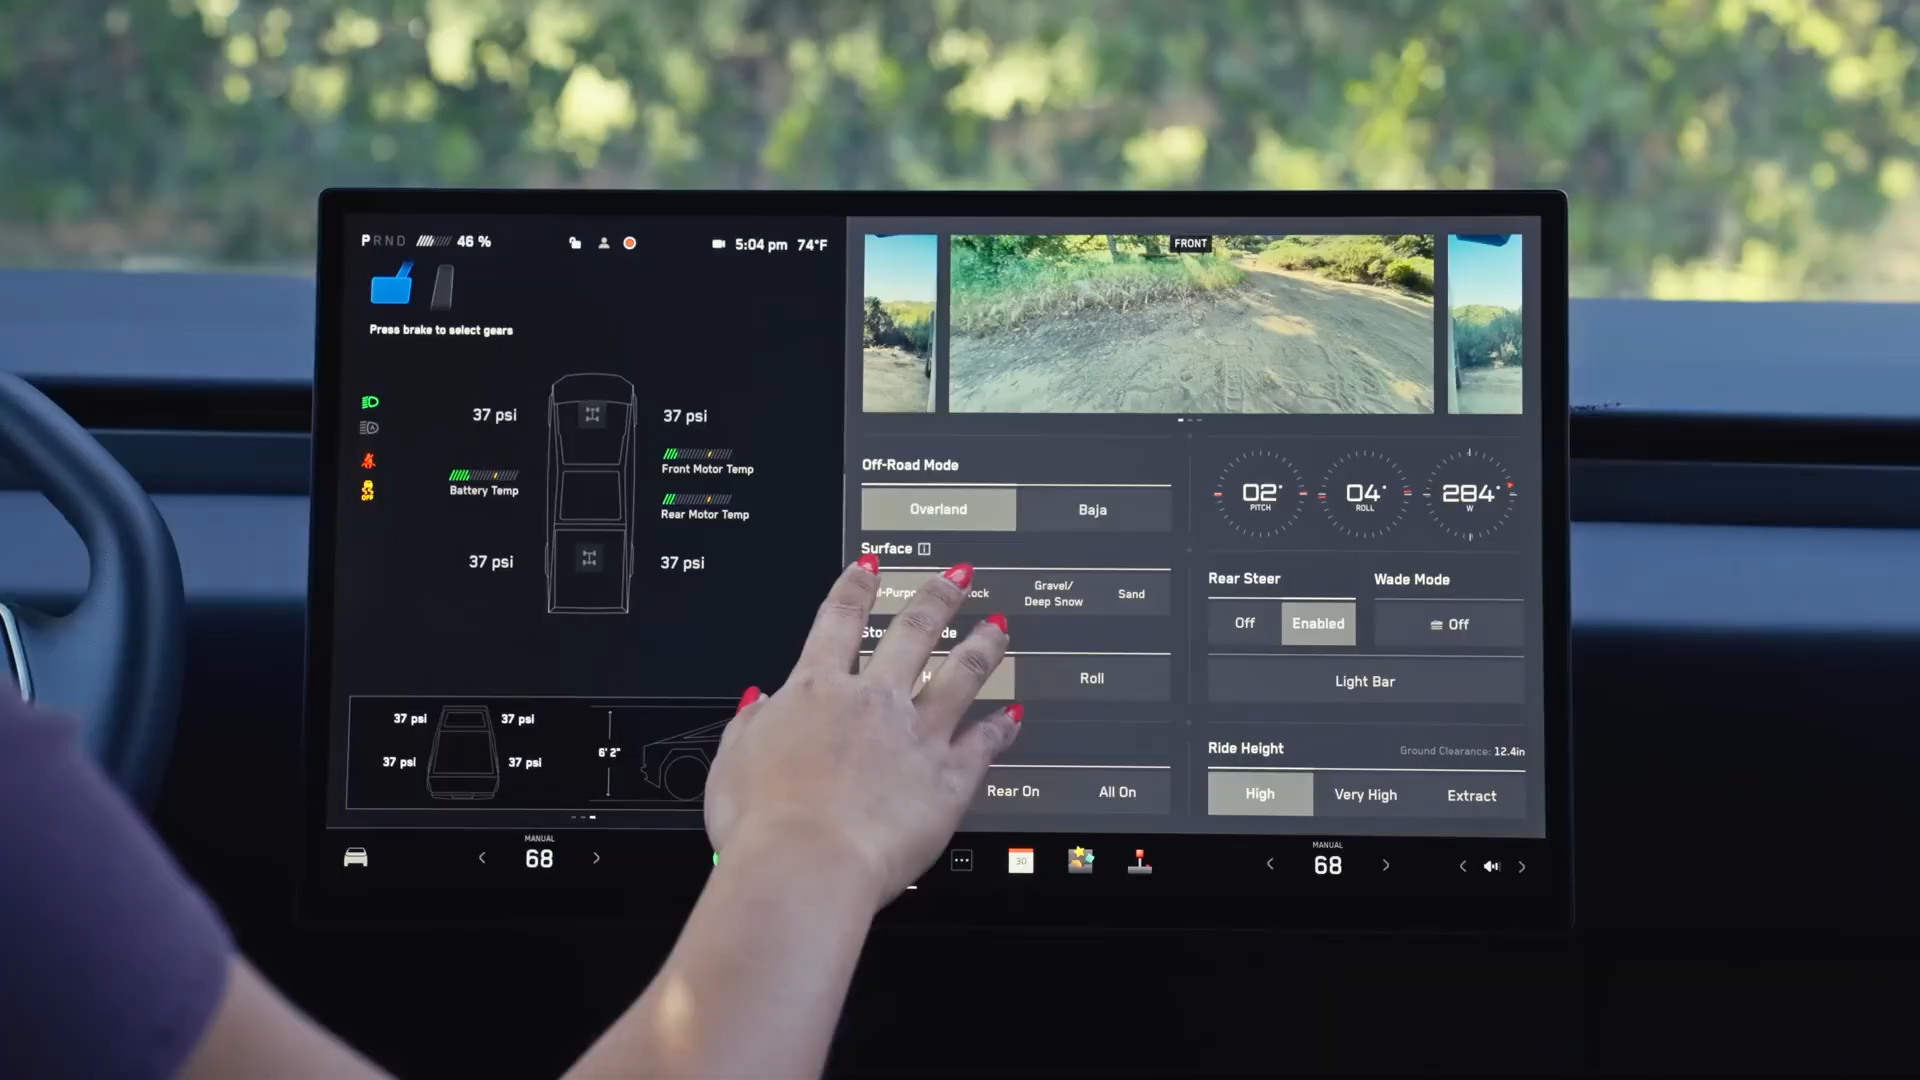 PRND 46 %
5:04 pm 74°F
Press brake to select gears
37 psi 37 psi
Battery Temp
Front Motor Temp
Rear Motor Temp
37 psi 37 psi
37 psi 37 psi
37 psi 37 psi
6' 2"
MANUAL
68
FRONT
Off-Road Mode
Overland Baja
Surface
Gravel/
Deep Snow
Sand
Roll
Rear On All On
02°
PITCH
04°
ROLL
284°
W
Rear Steer
Off Enabled
Wade Mode
Off
Light Bar
Ride Height
Ground Clearance: 12.4in
High Very High Extract
30
MANUAL
68